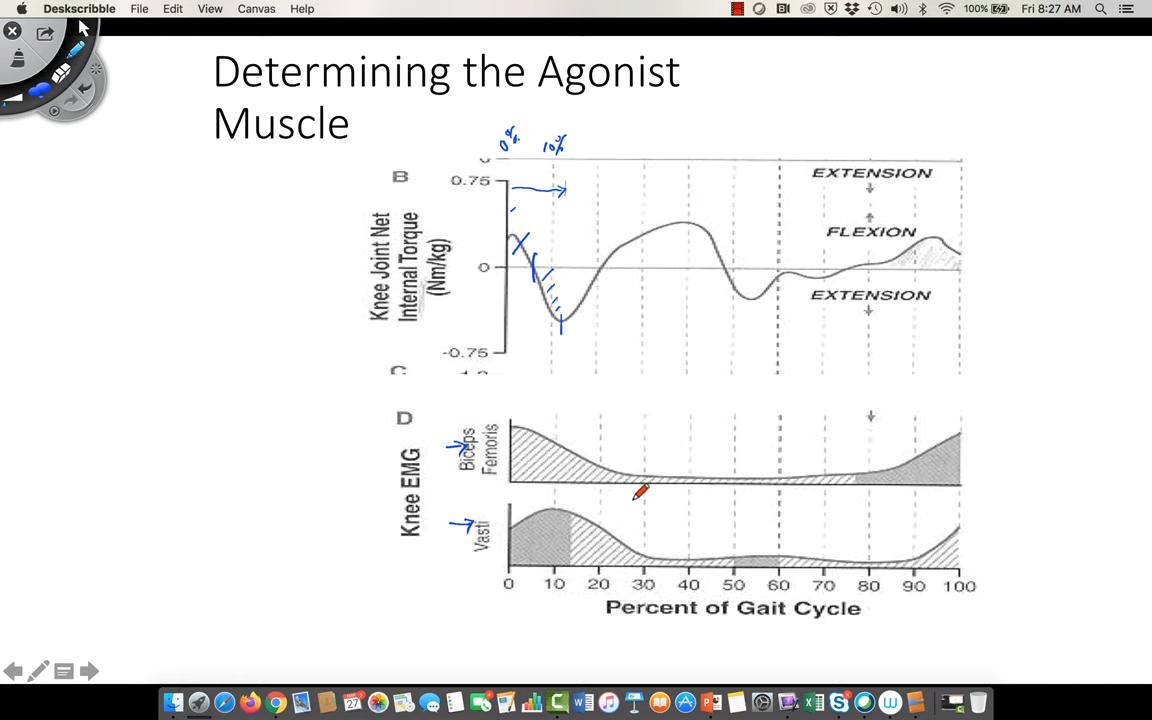 Deskscribble File Edit View Canvas Help 100% Fri 8:27 AM
Determining the Agonist
Muscle
0% 10%
B
0.75
0
-0.75
Knee Joint Net
Internal Torque
(Nm/kg)
EXTENSION
FLEXION
EXTENSION
D
Knee EMG
Biceps
Femoris
Vasti
0 10 20 30 40 50 60 70 80 90 100
Percent of Gait Cycle